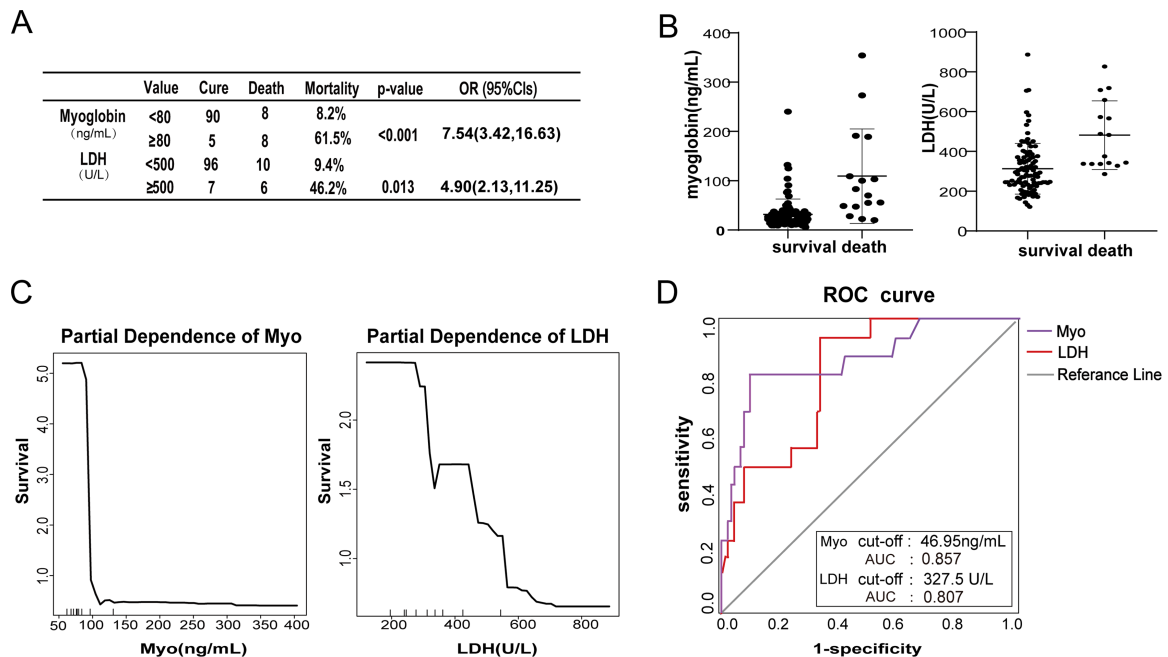 A
Value Cure Death Mortality p-value OR (95%CIs)
Myoglobin <80 90 8 8.2%
(ng/mL) ≥80 5 8 61.5% <0.001 7.54(3.42,16.63)
LDH <500 96 10 9.4%
(U/L) ≥500 7 6 46.2% 0.013 4.90(2.13,11.25)
B
myoglobin(ng/mL)
400
300
200
100
0
survival death
LDH(U/L)
1000
800
600
400
200
0
survival death
C
Partial Dependence of Myo
Survival
5.0
4.0
3.0
2.0
1.0
50 100 150 200 250 300 350 400
Myo(ng/mL)
Partial Dependence of LDH
Survival
2.0
1.5
1.0
200 400 600 800
LDH(U/L)
D
ROC curve
sensitivity
1.0
0.8
0.6
0.4
0.2
0.0
0.0 0.2 0.4 0.6 0.8 1.0
1-specificity
Myo
LDH
Referance Line
Myo cut-off : 46.95ng/mL
AUC : 0.857
LDH cut-off : 327.5 U/L
AUC : 0.807